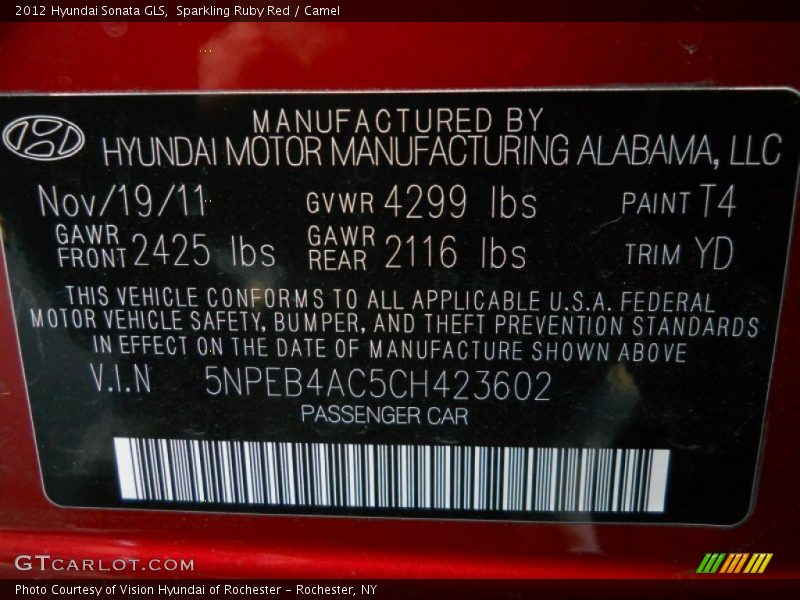 2012 Hyundai Sonata GLS, Sparkling Ruby Red / Camel
MANUFACTURED BY
HYUNDAI MOTOR MANUFACTURING ALABAMA, LLC
Nov/19/11 GVWR 4299 lbs PAINT T4
GAWR FRONT 2425 lbs GAWR REAR 2116 lbs TRIM YD
THIS VEHICLE CONFORMS TO ALL APPLICABLE U.S.A. FEDERAL
MOTOR VEHICLE SAFETY, BUMPER, AND THEFT PREVENTION STANDARDS
IN EFFECT ON THE DATE OF MANUFACTURE SHOWN ABOVE
V.I.N 5NPEB4AC5CH423602
PASSENGER CAR
GTCARLOT.COM
Photo Courtesy of Vision Hyundai of Rochester - Rochester, NY